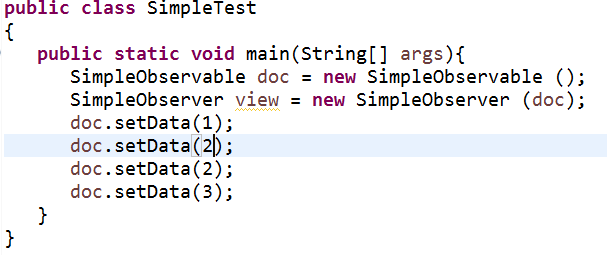 public class SimpleTest
{
    public static void main(String[] args){
        SimpleObservable doc = new SimpleObservable ();
        SimpleObserver view = new SimpleObserver (doc);
        doc.setData(1);
        doc.setData(2);
        doc.setData(2);
        doc.setData(3);
    }
}